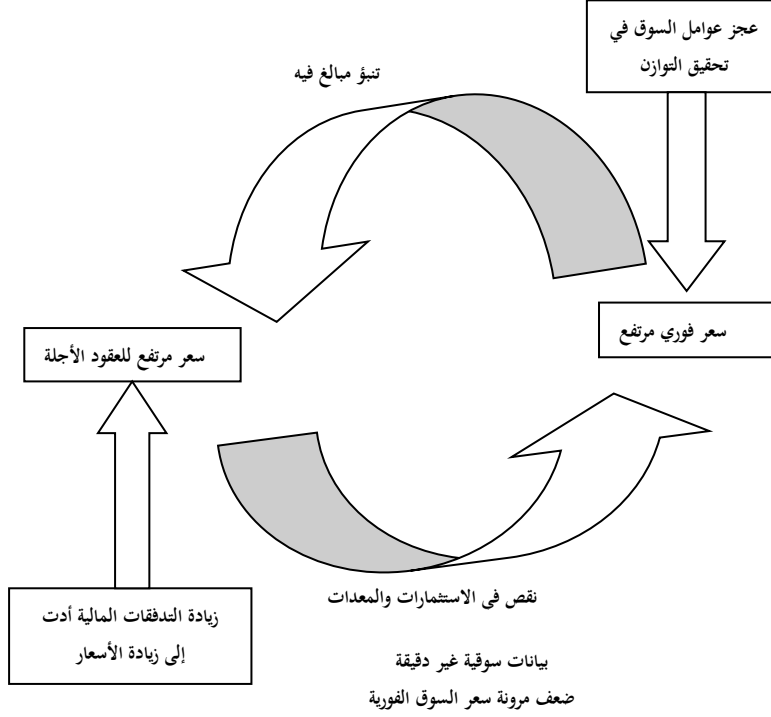 عجز عوامل السوق في
تحقيق التوازن
تنبؤ مبالغ فيه
سعر فوري مرتفع
سعر مرتفع للعقود الأجلة
نقص فى الاستثمارات والمعدات
زيادة التدفقات المالية أدت
إلى زيادة الأسعار
بيانات سوقية غير دقيقة
ضعف مرونة سعر السوق الفورية